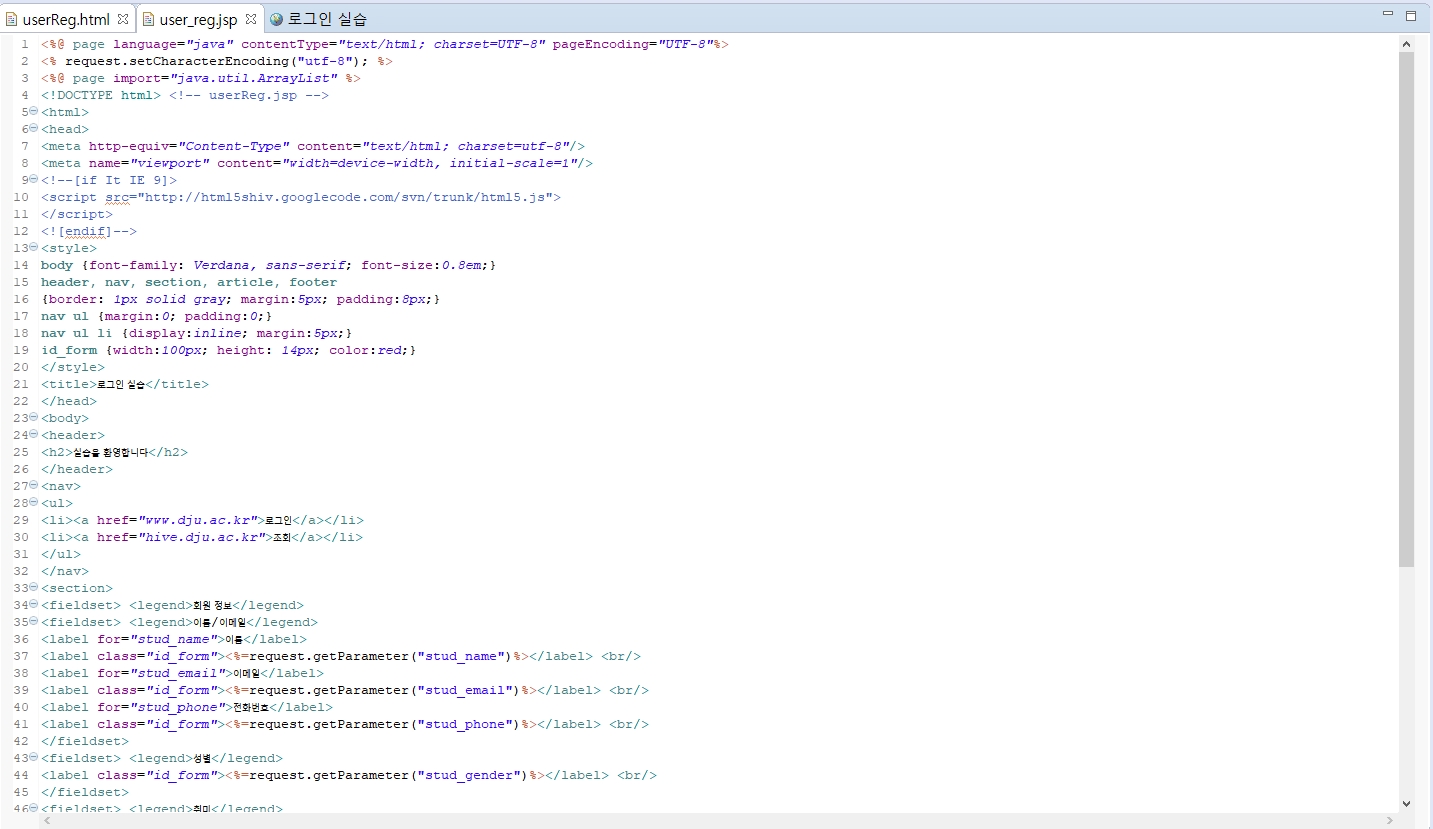 userReg.html user_reg.jsp 로그인 실습
1 <%@ page language="java" contentType="text/html; charset=UTF-8" pageEncoding="UTF-8"%>
2 <% request.setCharacterEncoding("utf-8"); %>
3 <%@ page import="java.util.ArrayList" %>
4 <!DOCTYPE html> <!-- userReg.jsp -->
5 <html>
6 <head>
7 <meta http-equiv="Content-Type" content="text/html; charset=utf-8"/>
8 <meta name="viewport" content="width=device-width, initial-scale=1"/>
9 <!--[if It IE 9]>
10 <script src="http://html5shiv.googlecode.com/svn/trunk/html5.js">
11 </script>
12 <![endif]-->
13 <style>
14 body {font-family: Verdana, sans-serif; font-size:0.8em;}
15 header, nav, section, article, footer
16 {border: 1px solid gray; margin:5px; padding:8px;}
17 nav ul {margin:0; padding:0;}
18 nav ul li {display:inline; margin:5px;}
19 id_form {width:100px; height: 14px; color:red;}
20 </style>
21 <title>로그인 실습</title>
22 </head>
23 <body>
24 <header>
25 <h2>실습을 환영합니다</h2>
26 </header>
27 <nav>
28 <ul>
29 <li><a href="www.dju.ac.kr">로그인</a></li>
30 <li><a href="hive.dju.ac.kr">조회</a></li>
31 </ul>
32 </nav>
33 <section>
34 <fieldset> <legend>회원 정보</legend>
35 <fieldset> <legend>이름/이메일</legend>
36 <label for="stud_name">이름</label>
37 <label class="id_form"><%=request.getParameter("stud_name")%></label> <br/>
38 <label for="stud_email">이메일</label>
39 <label class="id_form"><%=request.getParameter("stud_email")%></label> <br/>
40 <label for="stud_phone">전화번호</label>
41 <label class="id_form"><%=request.getParameter("stud_phone")%></label> <br/>
42 </fieldset>
43 <fieldset> <legend>성별</legend>
44 <label class="id_form"><%=request.getParameter("stud_gender")%></label> <br/>
45 </fieldset>
46 <fieldset> <legend>취미</legend>